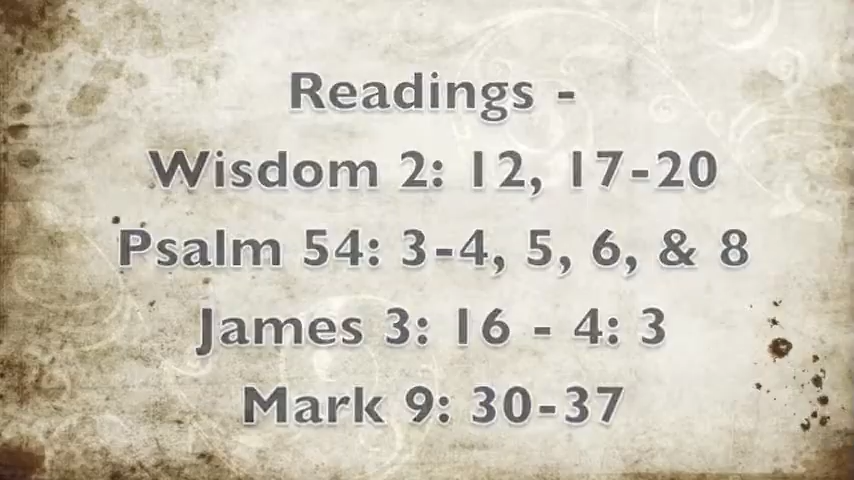 Readings -
Wisdom 2: 12, 17-20
Psalm 54: 3-4, 5, 6, & 8
James 3: 16 - 4: 3
Mark 9: 30-37